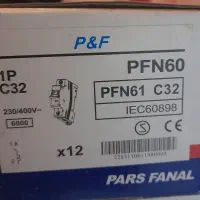 P&F
1P
C32
PFN60
PFN61 C32
IEC60898
230/400V~
6000
x12
PARS FANAL